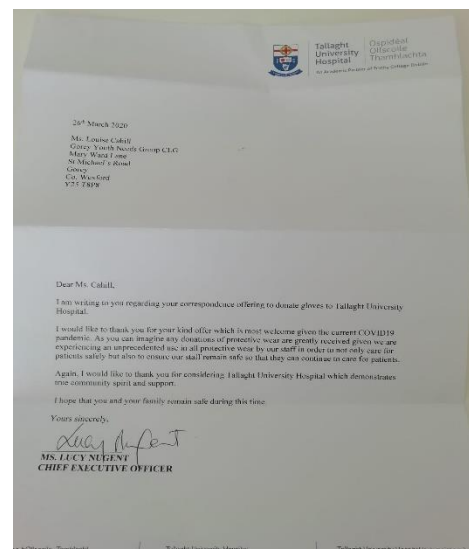 Tallaght
University
Hospital
Ospidéal
Ollscoile
Thamhlachta
An Academic Partner of Trinity College Dublin
26th March 2020
Ms. Louise Cahill
Gorey Youth Needs Group CLG
Mary Ward Lane
St Michael's Road
Gorey
Co. Wexford
Y25 T8P8
Dear Ms. Cahill,
I am writing to you regarding your correspondence offering to donate gloves to Tallaght University
Hospital.
I would like to thank you for your kind offer which is most welcome given the current COVID19
pandemic. As you can imagine any donations of protective wear are greatly received given we are
experiencing an unprecedented use in all protective wear by our staff in order to not only care for
patients safely but also to ensure our staff remain safe so that they can continue to care for patients.
Again, I would like to thank you for considering Tallaght University Hospital which demonstrates
true community spirit and support.
I hope that you and your family remain safe during this time.
Yours sincerely,
Lucy Nugent
MS. LUCY NUGENT
CHIEF EXECUTIVE OFFICER